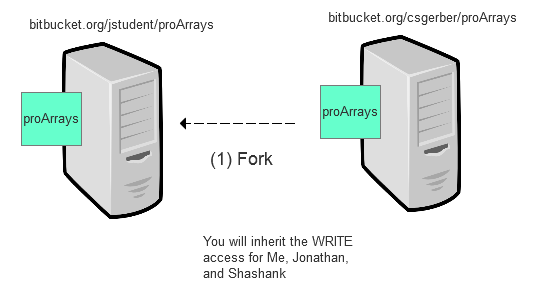 bitbucket.org/jstudent/proArrays
bitbucket.org/csgerber/proArrays
proArrays
proArrays
(1) Fork
You will inherit the WRITE
access for Me, Jonathan,
and Shashank